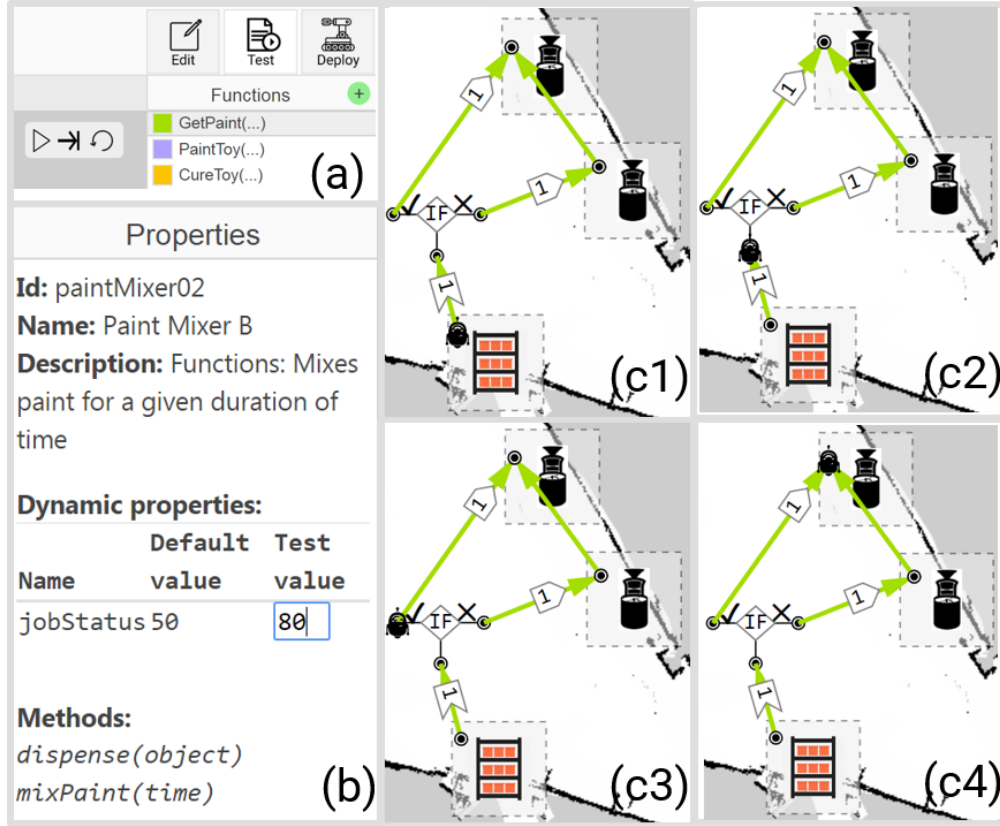 Edit Test Deploy
Functions +
GetPaint(...)
PaintToy(...)
CureToy(...)
(a)
Properties
Id: paintMixer02
Name: Paint Mixer B
Description: Functions: Mixes
paint for a given duration of
time
Dynamic properties:
Default Test
Name value value
jobStatus 50 80
Methods:
dispense(object)
mixPaint(time)
(b)
1
IF
1
1
(c1)
1
IF
1
1
(c2)
1
1
IF
1
(c3)
1
1
IF
1
(c4)